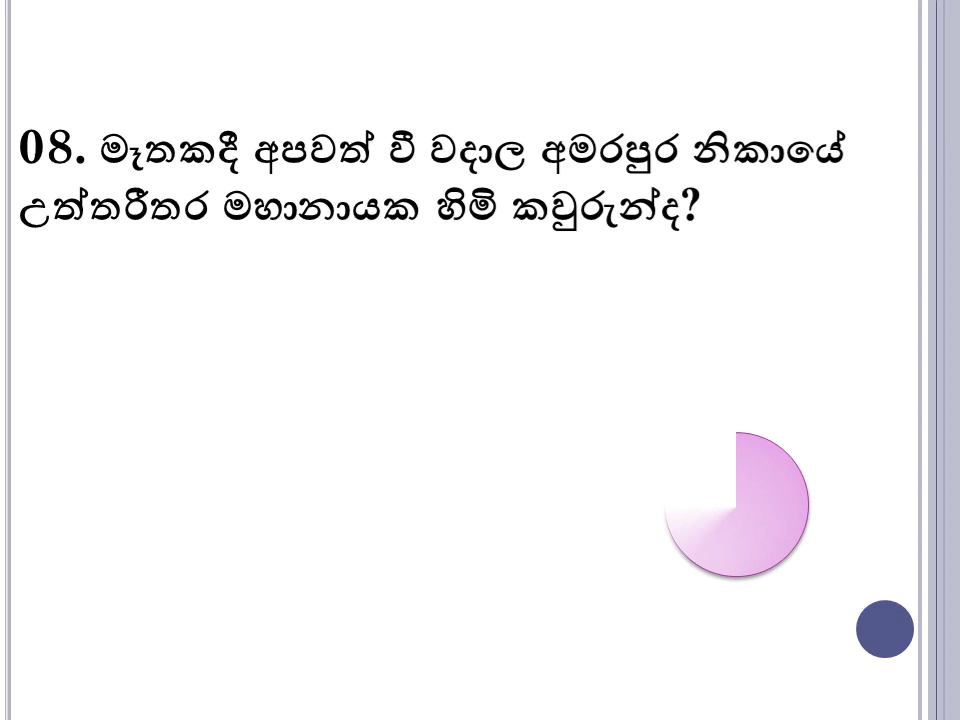 08. මෑතකදී අපවත් වී වදාල අමරපුර නිකායේ
උත්තරීතර මහානායක හිමි කවුරුන්ද?